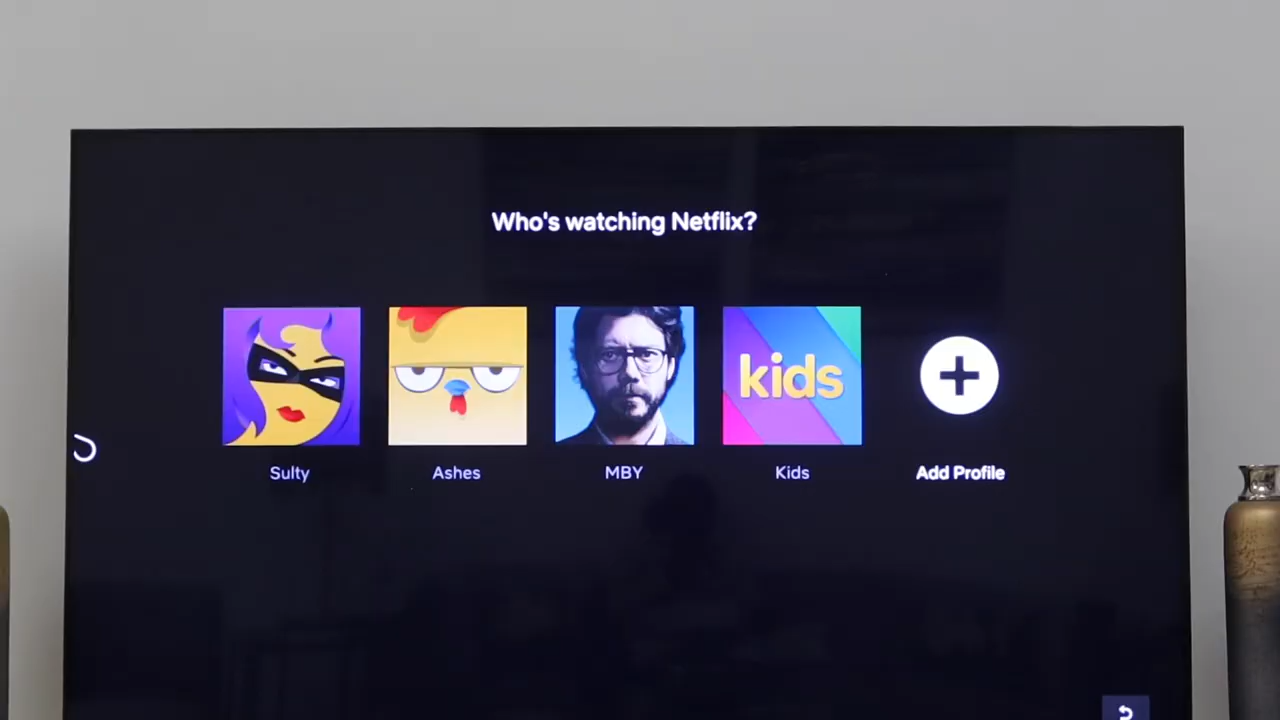 Who's watching Netflix?
kids
Sulty
Ashes
MBY
Kids
Add Profile